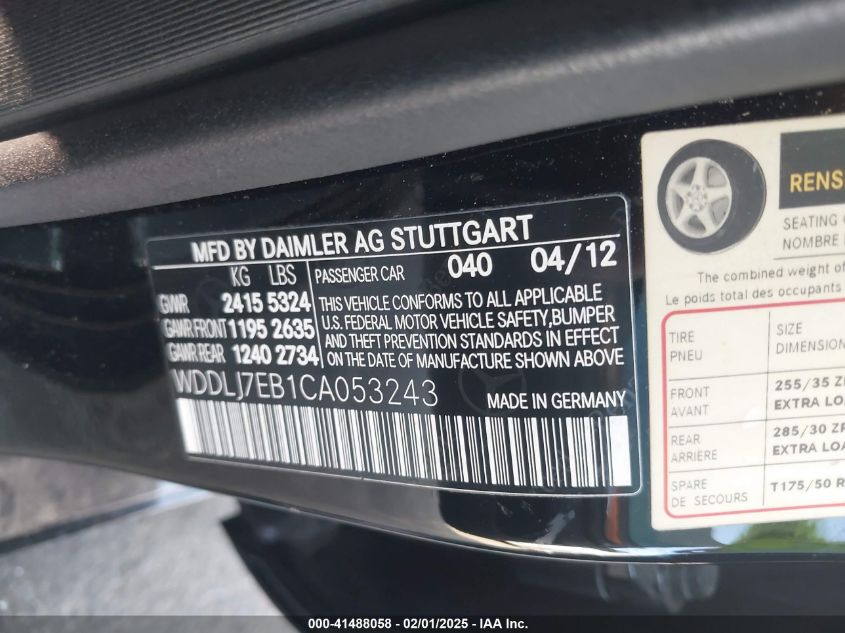 MFD BY DAIMLER AG STUTTGART
KG LBS
GWR 2415 5324
GAWR FRONT 1195 2635
GAWR REAR 1240 2734
PASSENGER CAR 040 04/12
THIS VEHICLE CONFORMS TO ALL APPLICABLE
U.S. FEDERAL MOTOR VEHICLE SAFETY, BUMPER
AND THEFT PREVENTION STANDARDS IN EFFECT
ON THE DATE OF MANUFACTURE SHOWN ABOVE
WDDLJ7EB1CA053243
MADE IN GERMANY
SEATING
NOMBRE
The combined weight of
Le poids total des occupants
TIRE SIZE
PNEU DIMENSION
FRONT 255/35
AVANT EXTRA
REAR 285/30
ARRIÈRE EXTRA
SPARE T175/50 R
DE SECOURS
000-41488058 - 02/01/2025 - IAA Inc.